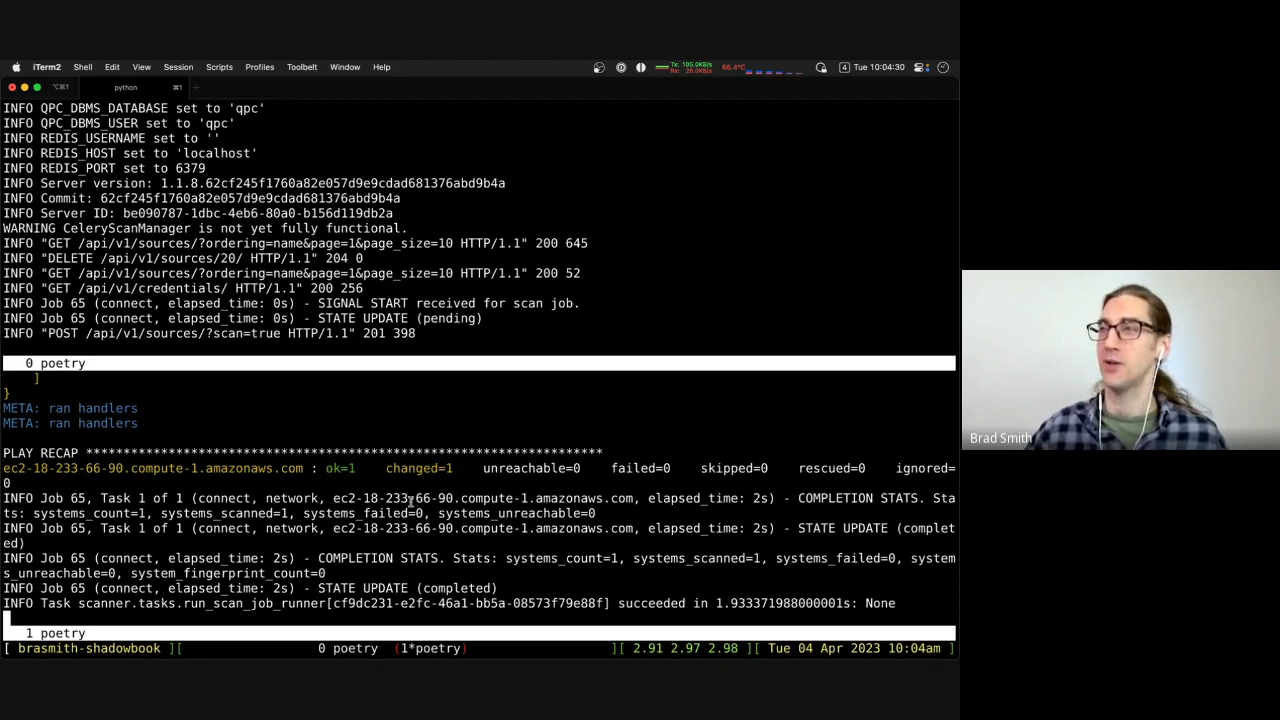 iTerm2 Shell Edit View Session Scripts Profiles Toolbelt Window Help
Tx: 105.0KB/s
Rx: 26.0KB/s
66.4°C
4 Tue 10:04:30
⌥⌘1 python ⌘1 +
INFO QPC_DBMS_DATABASE set to 'qpc'
INFO QPC_DBMS_USER set to 'qpc'
INFO REDIS_USERNAME set to ''
INFO REDIS_HOST set to 'localhost'
INFO REDIS_PORT set to 6379
INFO Server version: 1.1.8.62cf245f1760a82e057d9e9cdad681376abd9b4a
INFO Commit: 62cf245f1760a82e057d9e9cdad681376abd9b4a
INFO Server ID: be090787-1dbc-4eb6-80a0-b156d119db2a
WARNING CeleryScanManager is not yet fully functional.
INFO "GET /api/v1/sources/?ordering=name&page=1&page_size=10 HTTP/1.1" 200 645
INFO "DELETE /api/v1/sources/20/ HTTP/1.1" 204 0
INFO "GET /api/v1/sources/?ordering=name&page=1&page_size=10 HTTP/1.1" 200 52
INFO "GET /api/v1/credentials/ HTTP/1.1" 200 256
INFO Job 65 (connect, elapsed_time: 0s) - SIGNAL START received for scan job.
INFO Job 65 (connect, elapsed_time: 0s) - STATE UPDATE (pending)
INFO "POST /api/v1/sources/?scan=true HTTP/1.1" 201 398
0 poetry
]
}
META: ran handlers
META: ran handlers
PLAY RECAP *********************************************************************
ec2-18-233-66-90.compute-1.amazonaws.com : ok=1 changed=1 unreachable=0 failed=0 skipped=0 rescued=0 ignored=
0
INFO Job 65, Task 1 of 1 (connect, network, ec2-18-233-66-90.compute-1.amazonaws.com, elapsed_time: 2s) - COMPLETION STATS. Sta
ts: systems_count=1, systems_scanned=1, systems_failed=0, systems_unreachable=0
INFO Job 65, Task 1 of 1 (connect, network, ec2-18-233-66-90.compute-1.amazonaws.com, elapsed_time: 2s) - STATE UPDATE (complet
ed)
INFO Job 65 (connect, elapsed_time: 2s) - COMPLETION STATS. Stats: systems_count=1, systems_scanned=1, systems_failed=0, system
s_unreachable=0, system_fingerprint_count=0
INFO Job 65 (connect, elapsed_time: 2s) - STATE UPDATE (completed)
INFO Task scanner.tasks.run_scan_job_runner[cf9dc231-e2fc-46a1-bb5a-08573f79e88f] succeeded in 1.933371988000001s: None
1 poetry
[ brasmith-shadowbook ][ 0 poetry (1*poetry) ][ 2.91 2.97 2.98 ][ Tue 04 Apr 2023 10:04am ]
Brad Smith